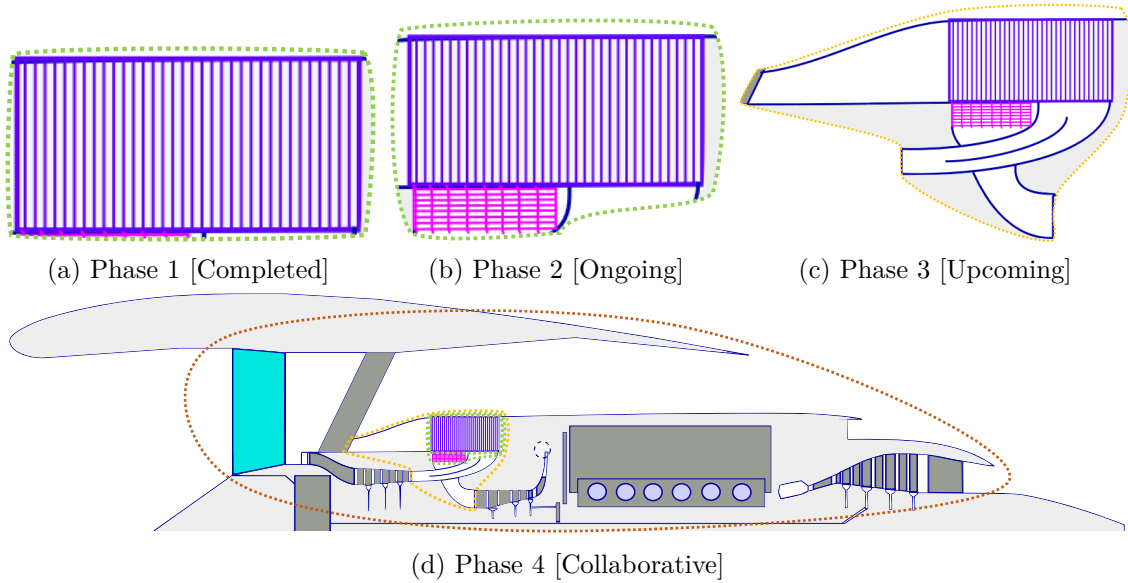 (a) Phase 1 [Completed]
(b) Phase 2 [Ongoing]
(c) Phase 3 [Upcoming]
(d) Phase 4 [Collaborative]